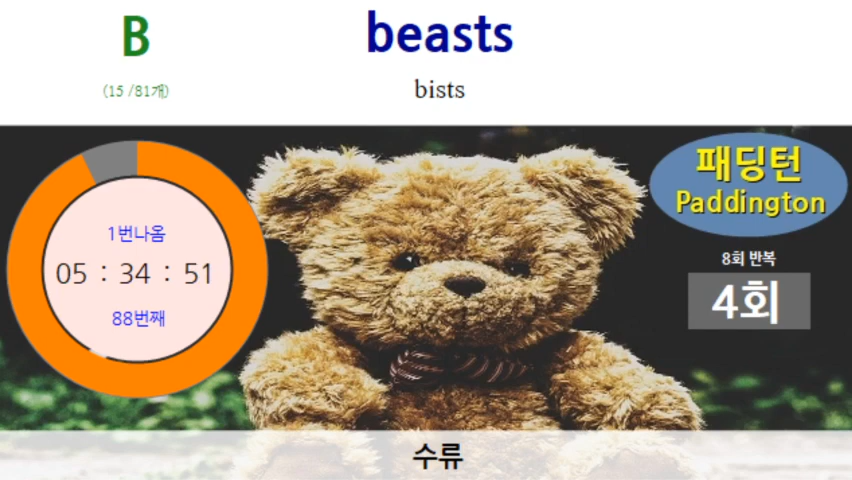 B
beasts
(15 /81개)
bists
패딩턴
Paddington
1번나옴
8회 반복
05 : 34 : 51
4회
88번째
수류